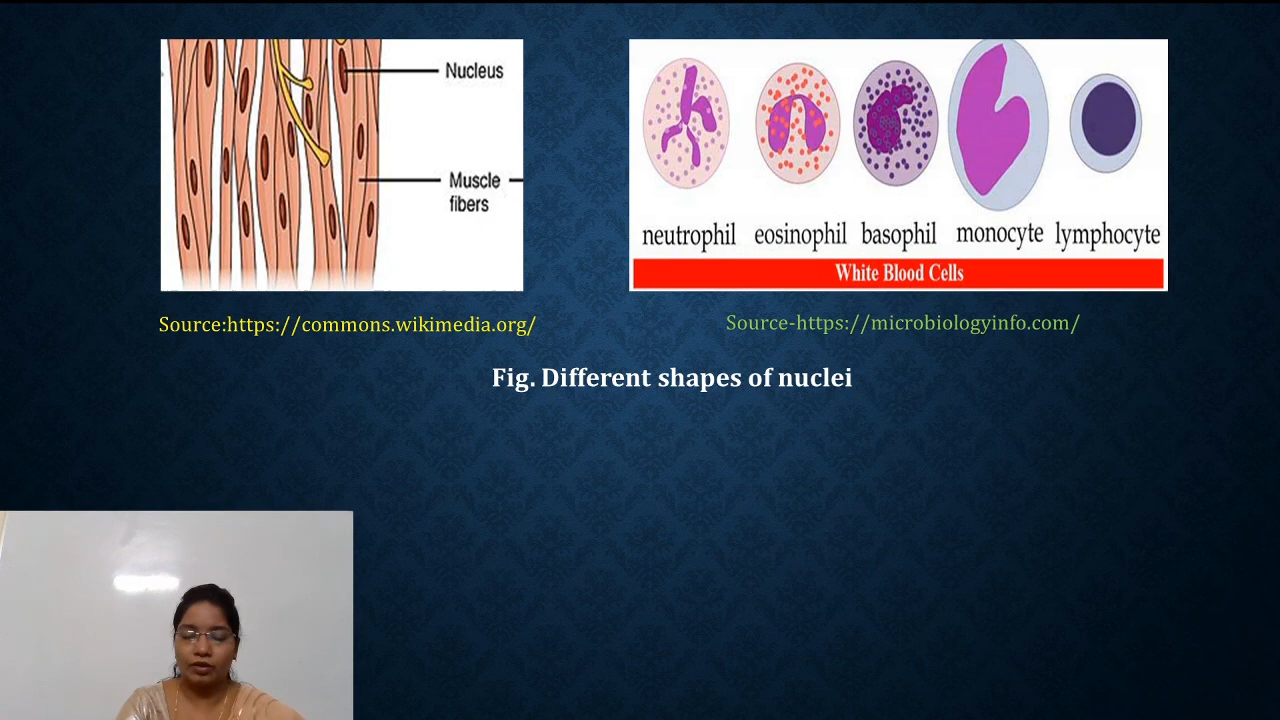 Nucleus
Muscle
fibers
neutrophil eosinophil basophil monocyte lymphocyte
White Blood Cells
Source:https://commons.wikimedia.org/
Source-https://microbiologyinfo.com/
Fig. Different shapes of nuclei